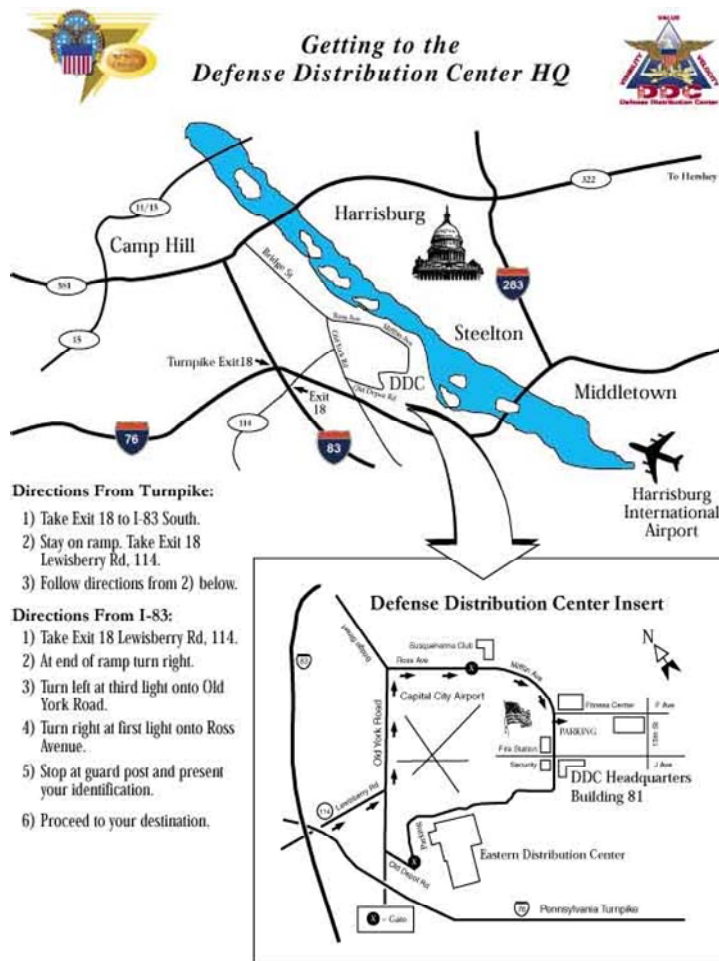 Getting to the
Defense Distribution Center HQ
VALUE
VISIBILITY
VELOCITY
DDC
Defense Distribution Center
322
To Hershey
11/15
Harrisburg
Camp Hill
Bridge St
581
283
15
Steelton
Ross Ave
Mifflin Ave
Old York Rd
Turnpike Exit18
DDC
Middletown
Exit
18
Old Depot Rd
114
76
83
Harrisburg
International
Airport
Directions From Turnpike:
1) Take Exit 18 to I-83 South.
2) Stay on ramp. Take Exit 18
Lewisberry Rd, 114.
3) Follow directions from 2) below.
Directions From I-83:
1) Take Exit 18 Lewisberry Rd, 114.
2) At end of ramp turn right.
3) Turn left at third light onto Old
York Road.
4) Turn right at first light onto Ross
Avenue.
5) Stop at guard post and present
your identification.
6) Proceed to your destination.
Defense Distribution Center Insert
N
Bridge Street
Susquehanna Club
83
Ross Ave
X
Mifflin Ave
Capital City Airport
Fitness Center
F Ave
Old York Road
PARKING
13th St
Fire Station
Security
J Ave
DDC Headquarters
Building 81
114
Lewisberry Rd
Perimeter
Eastern Distribution Center
X
Old Depot Rd
76
Pennsylvania Turnpike
X = Gate